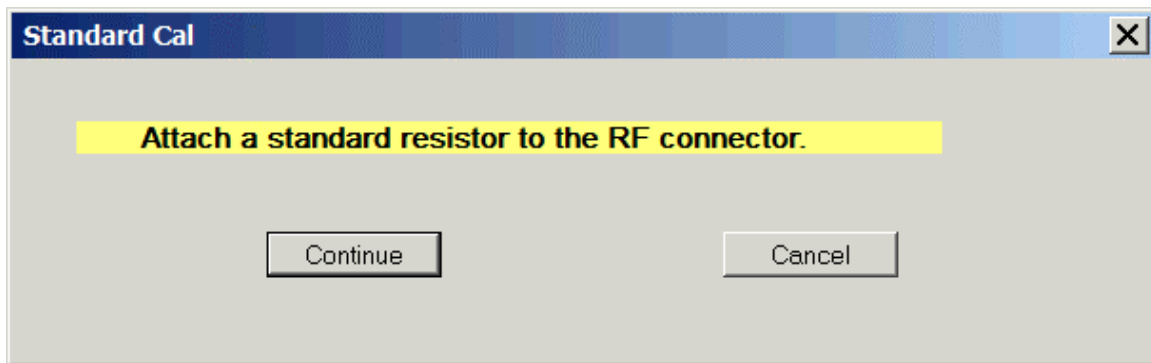 Standard Cal
Attach a standard resistor to the RF connector.
Continue
Cancel